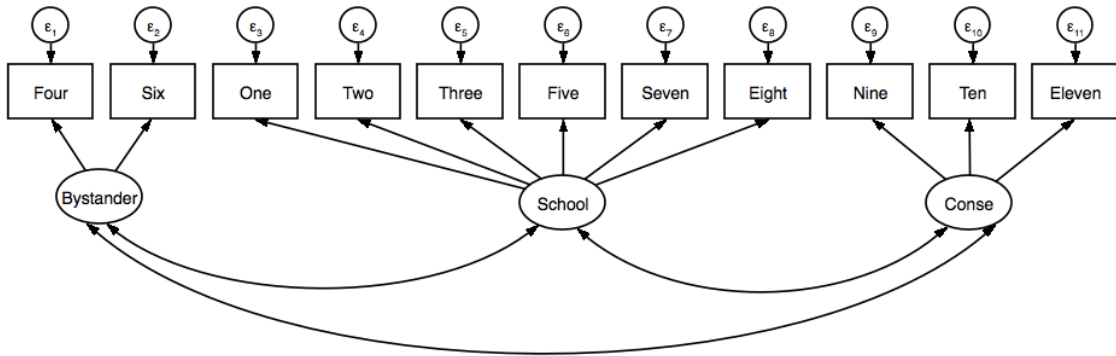 ε1 ε2 ε3 ε4 ε5 ε6 ε7 ε8 ε9 ε10 ε11
Four Six One Two Three Five Seven Eight Nine Ten Eleven
Bystander School Conse